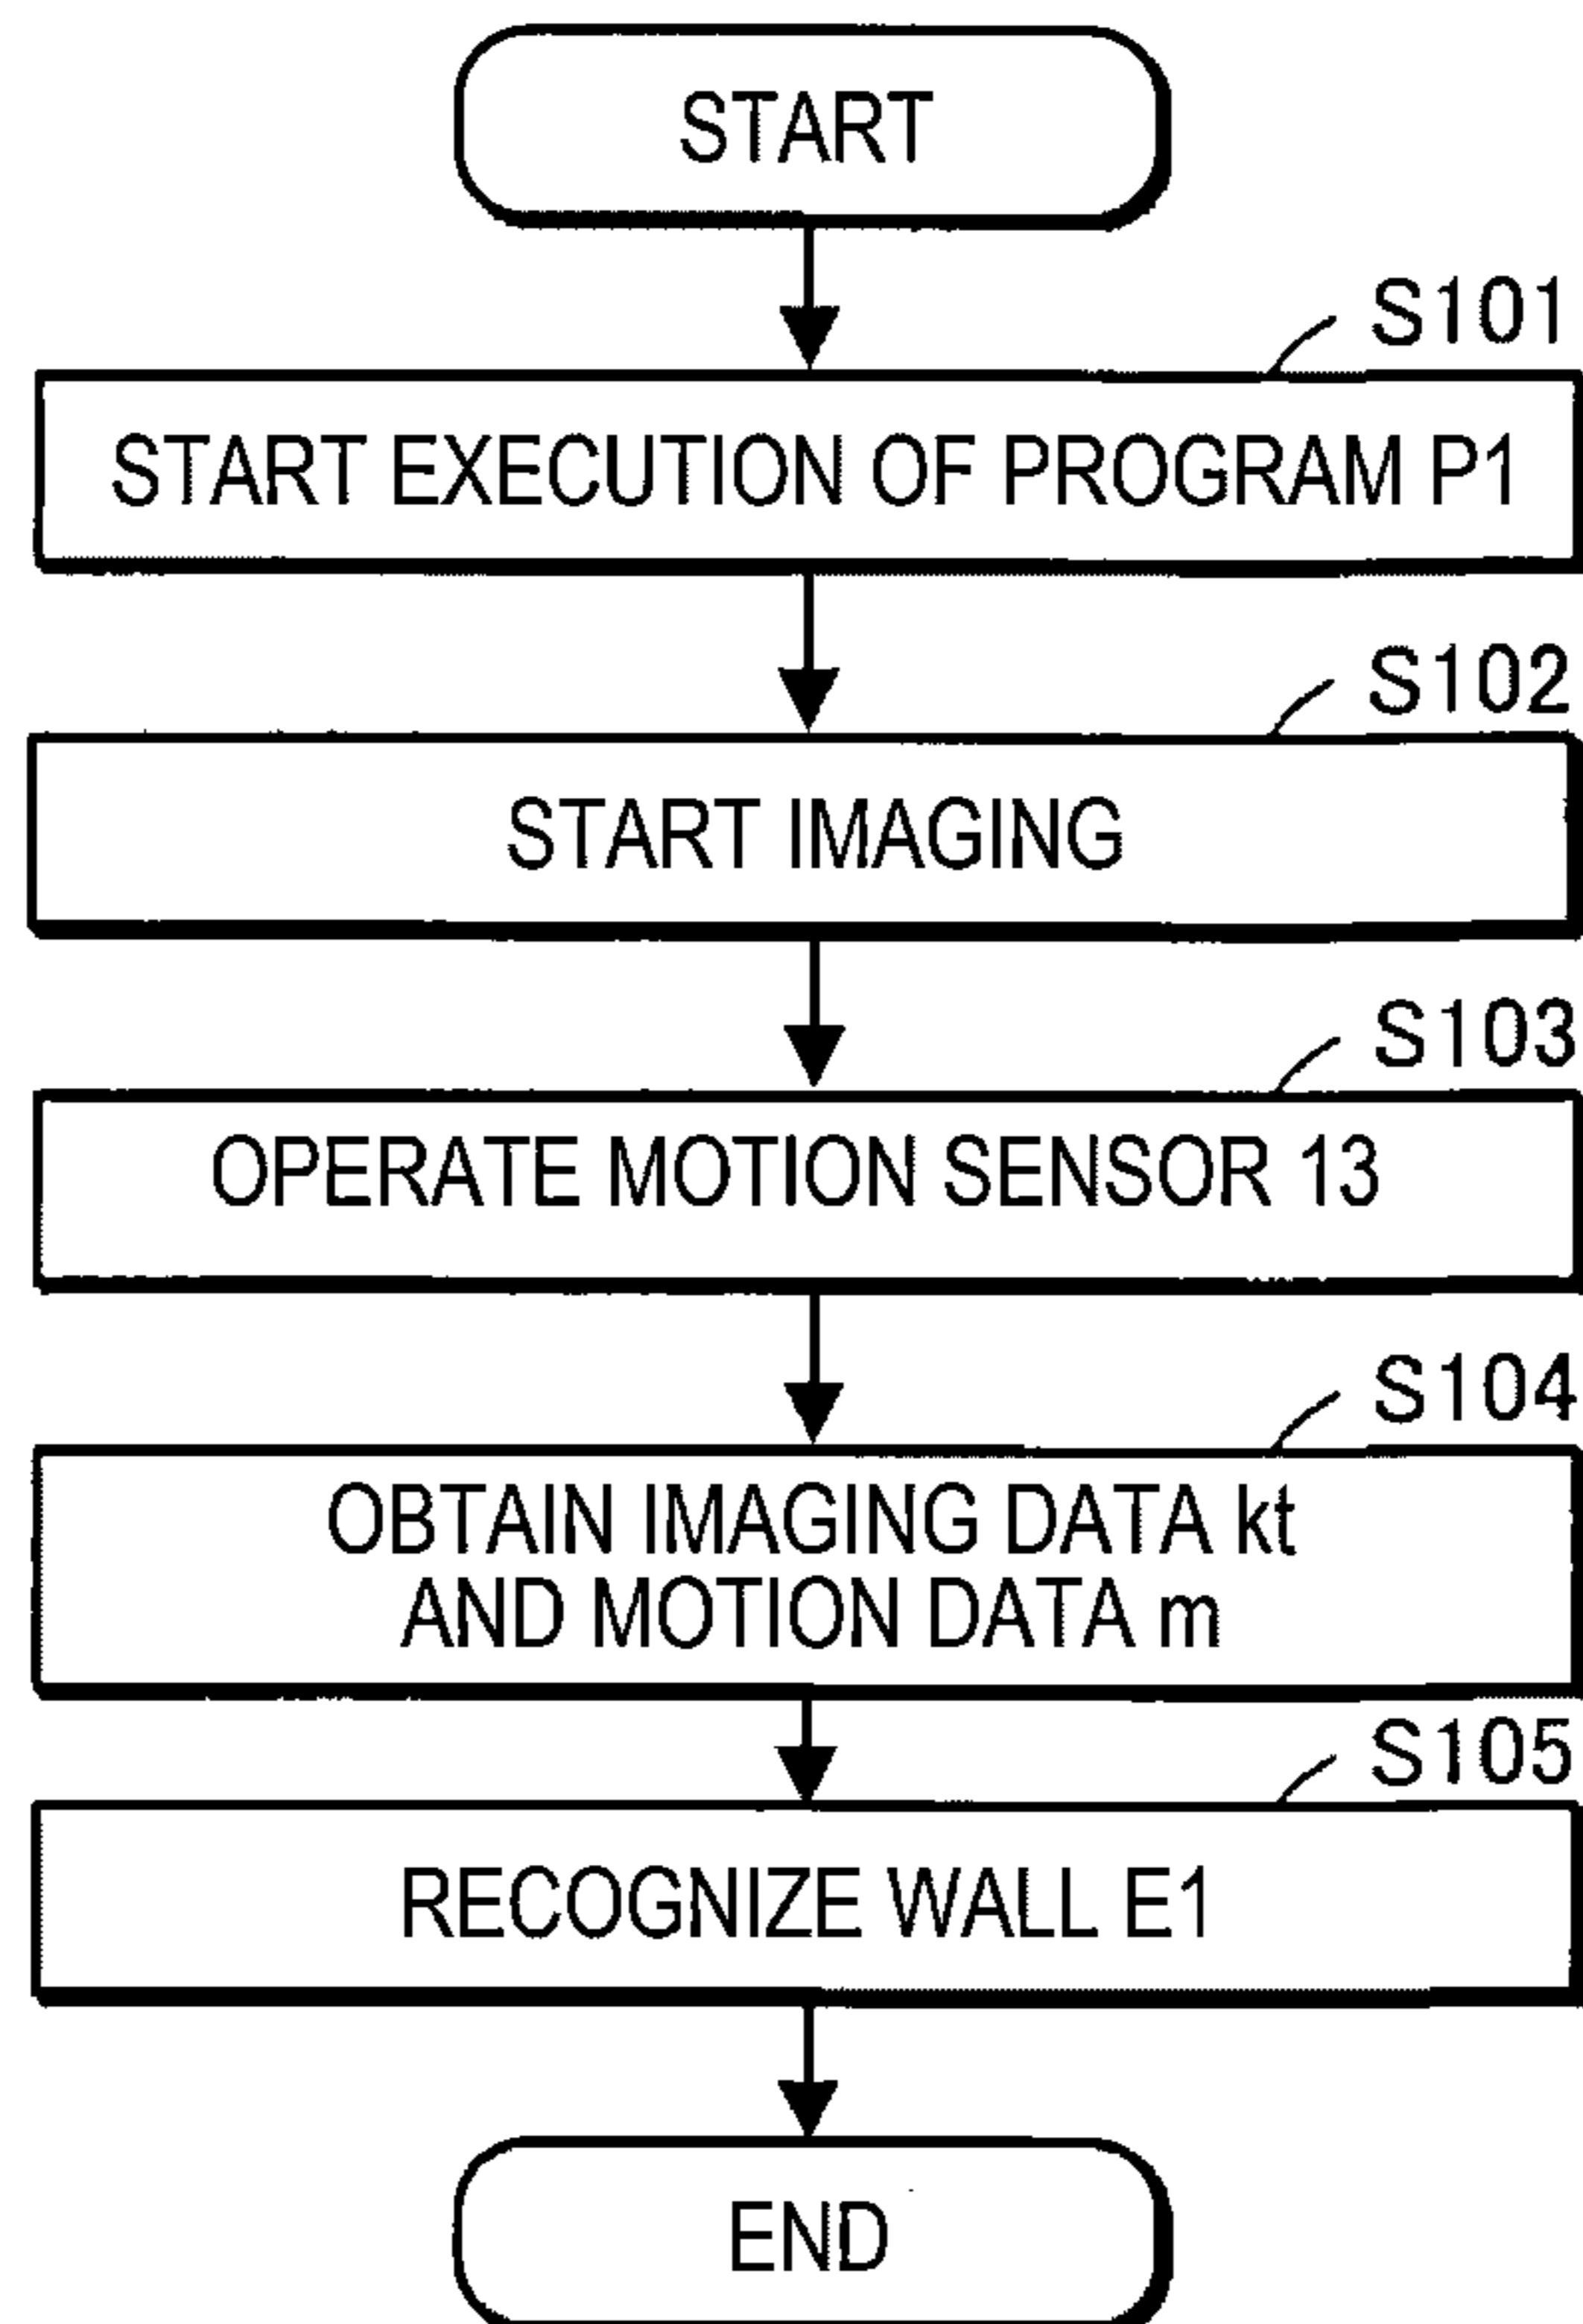 START
S101
START EXECUTION OF PROGRAM P1
S102
START IMAGING
S103
OPERATE MOTION SENSOR 13
S104
OBTAIN IMAGING DATA kt
AND MOTION DATA m
S105
RECOGNIZE WALL E1
END